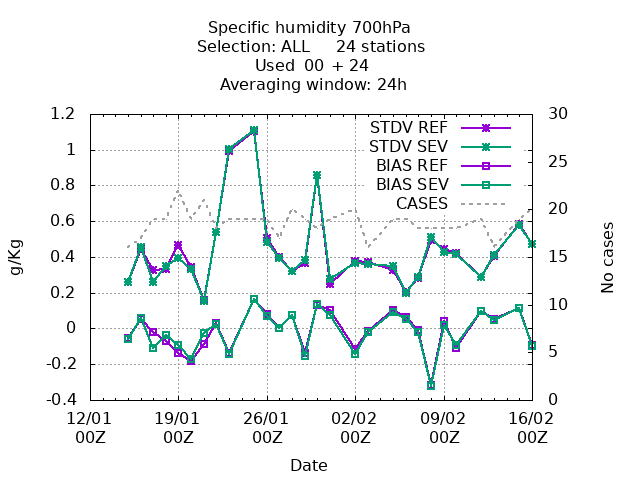 Specific humidity 700hPa
Selection: ALL     24 stations
Used  00  + 24
Averaging window: 24h
1.2
1
0.8
0.6
0.4
0.2
0
-0.2
-0.4
g/Kg
STDV REF
STDV SEV
BIAS REF
BIAS SEV
CASES
30
25
20
15
10
5
0
No cases
12/01 19/01 26/01 02/02 09/02 16/02
00Z 00Z 00Z 00Z 00Z 00Z
Date